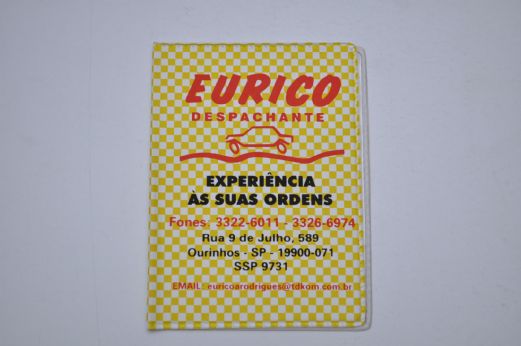 EURICO
DESPACHANTE
EXPERIÊNCIA
ÀS SUAS ORDENS
Fones: 3322-6011 - 3326-6974
Rua 9 de Julho, 589
Ourinhos - SP - 19900-071
SSP 9731
EMAIL: euricoarodrigues@tdkom.com.br